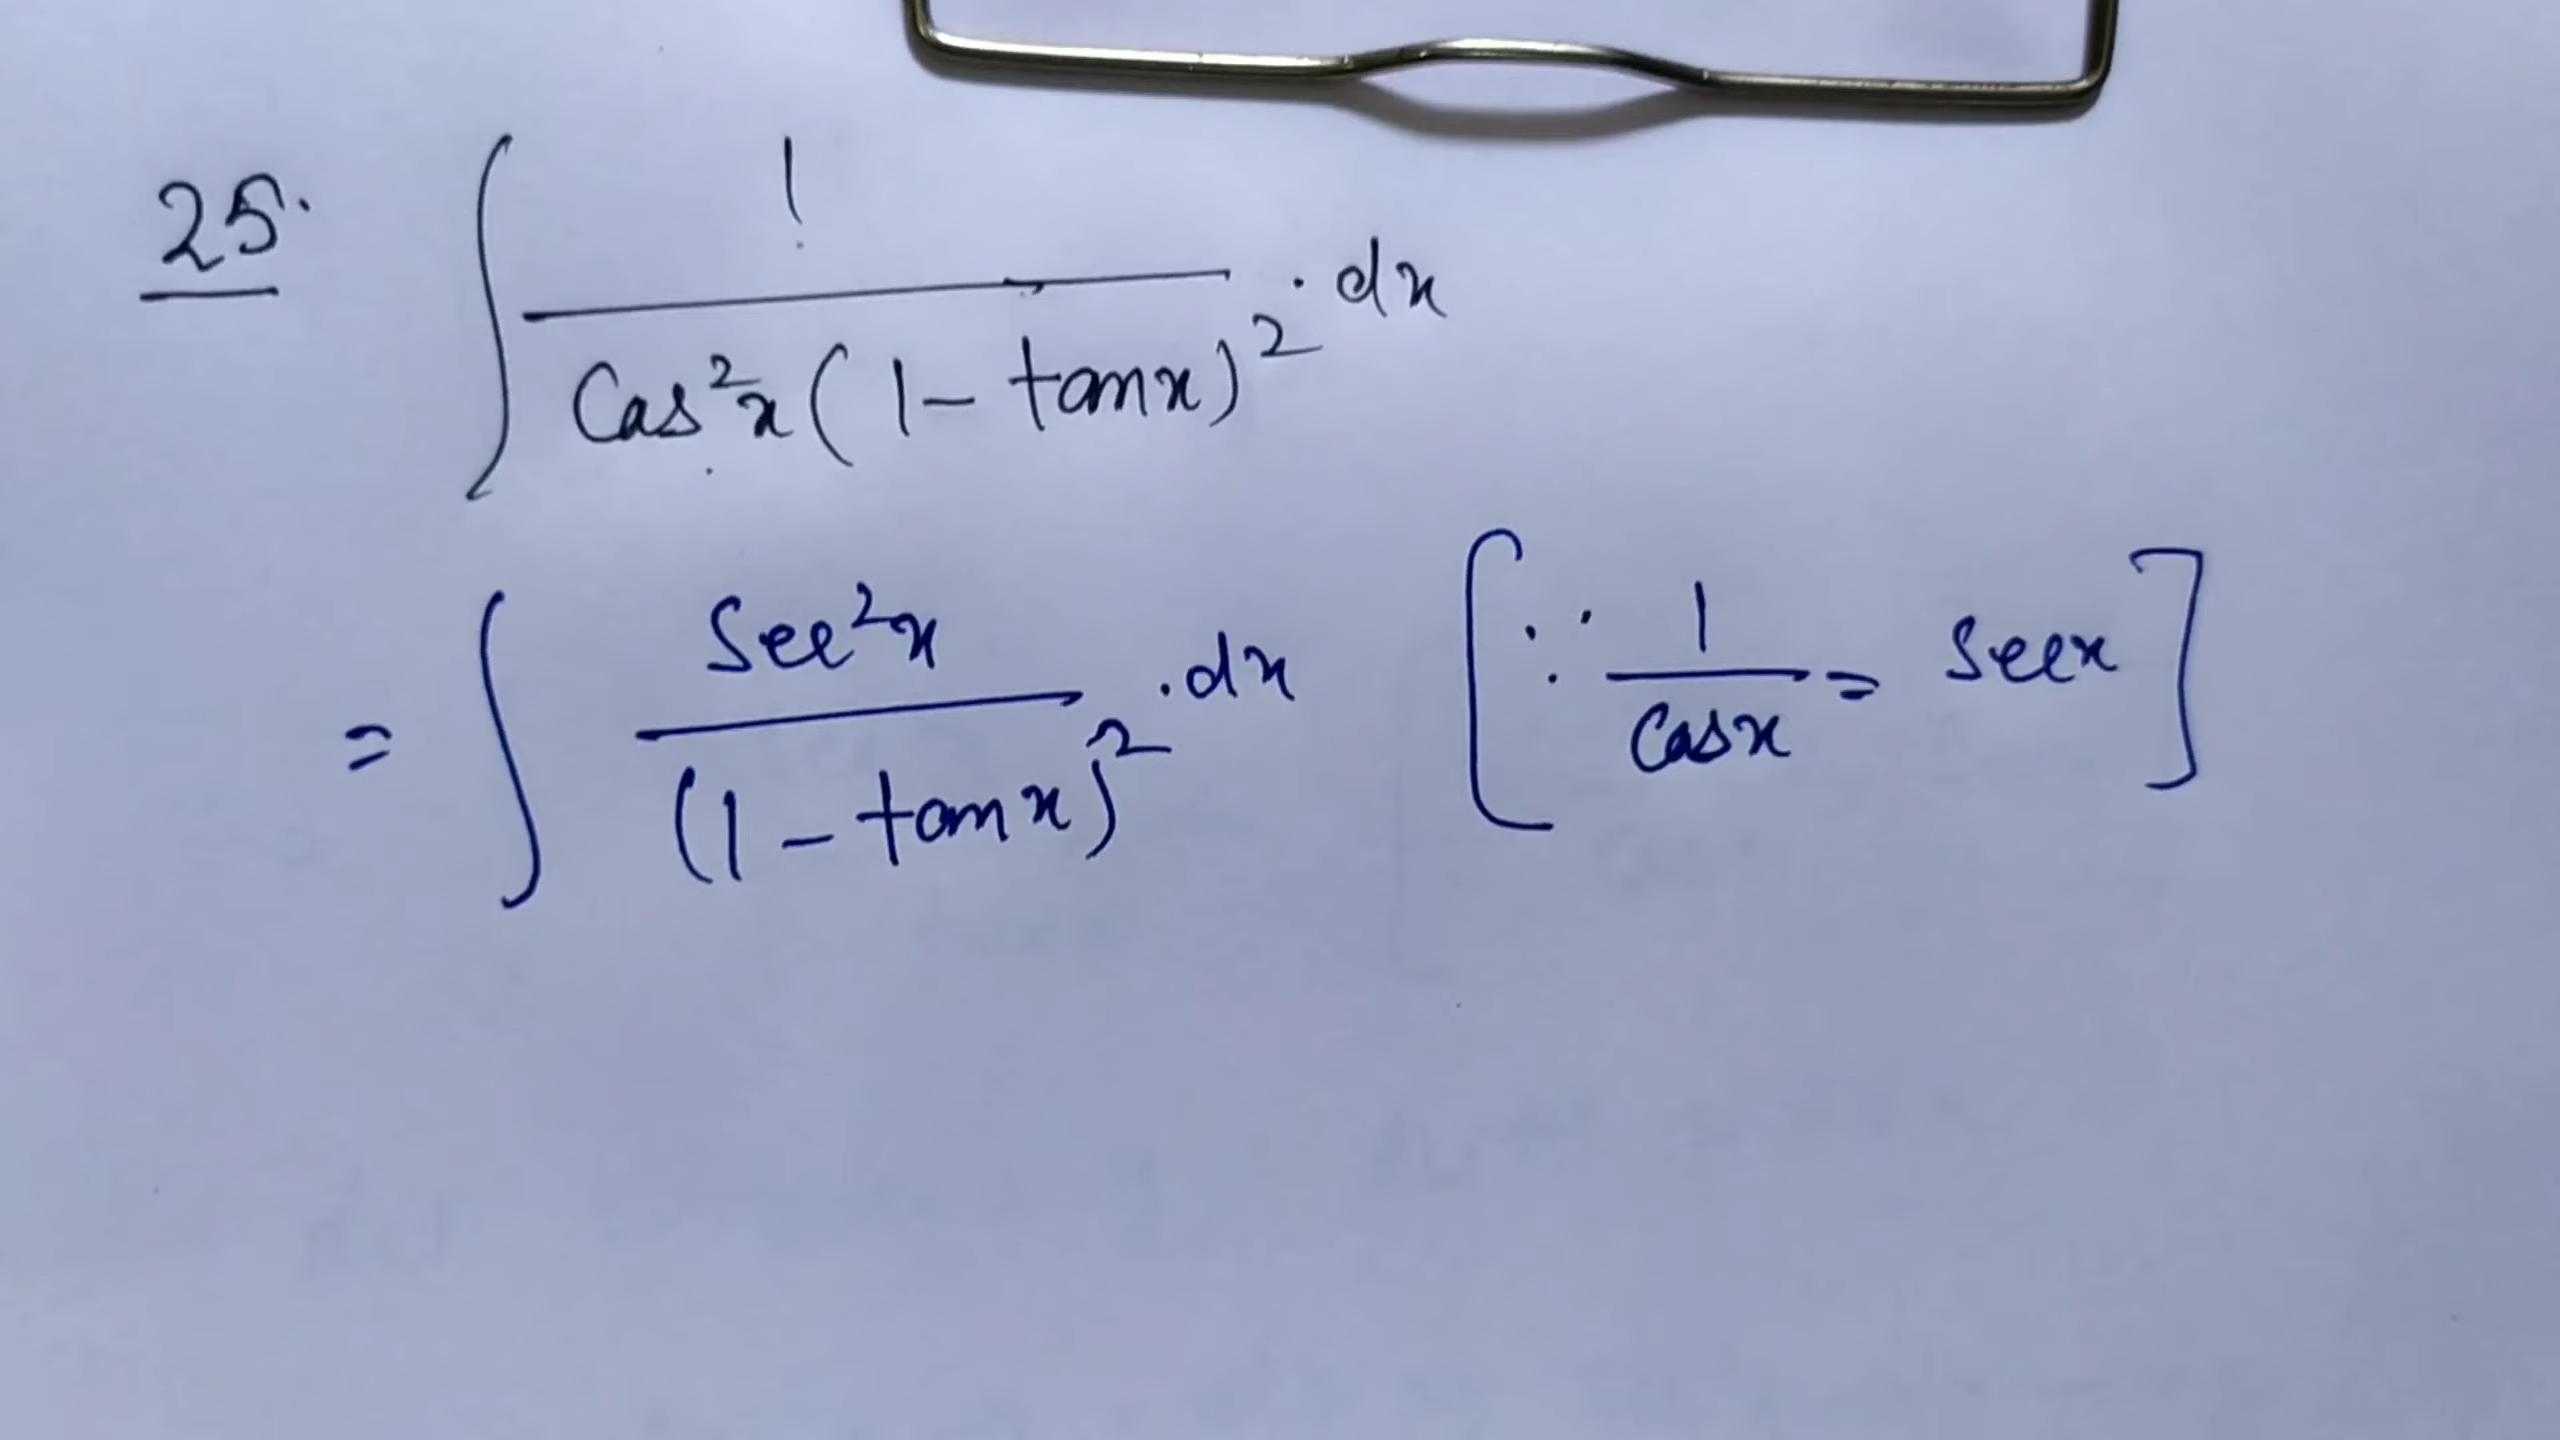 25. ∫ 1 / (Cos²x (1 - tanx)²) . dx
= ∫ Sec²x / (1 - tanx)² . dx [∵ 1 / Cosx = Secx]